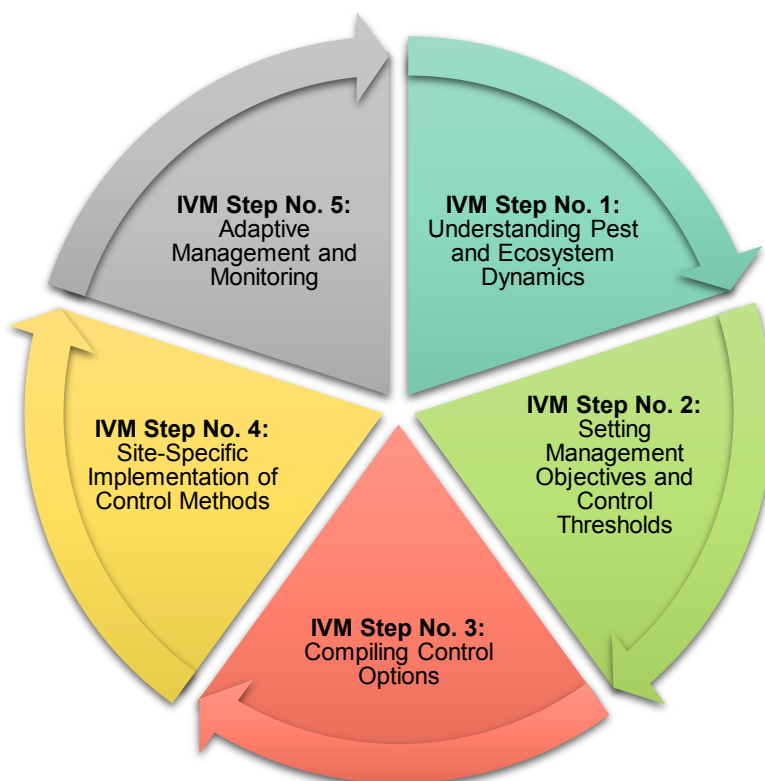 IVM Step No. 1:
Understanding Pest
and Ecosystem
Dynamics
IVM Step No. 2:
Setting
Management
Objectives and
Control
Thresholds
IVM Step No. 3:
Compiling Control
Options
IVM Step No. 4:
Site-Specific
Implementation of
Control Methods
IVM Step No. 5:
Adaptive
Management and
Monitoring